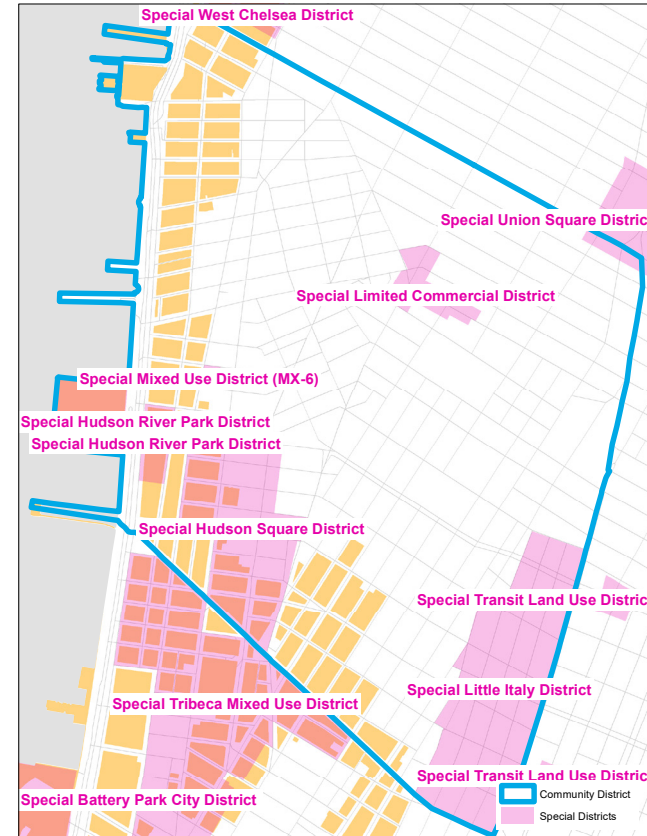 Special West Chelsea District
Special Union Square Distric
Special Limited Commercial District
Special Mixed Use District (MX-6)
Special Hudson River Park District
Special Hudson River Park District
Special Hudson Square District
Special Transit Land Use Distric
Special Little Italy District
Special Tribeca Mixed Use District
Special Transit Land Use Distric
Special Battery Park City District
Community District
Special Districts